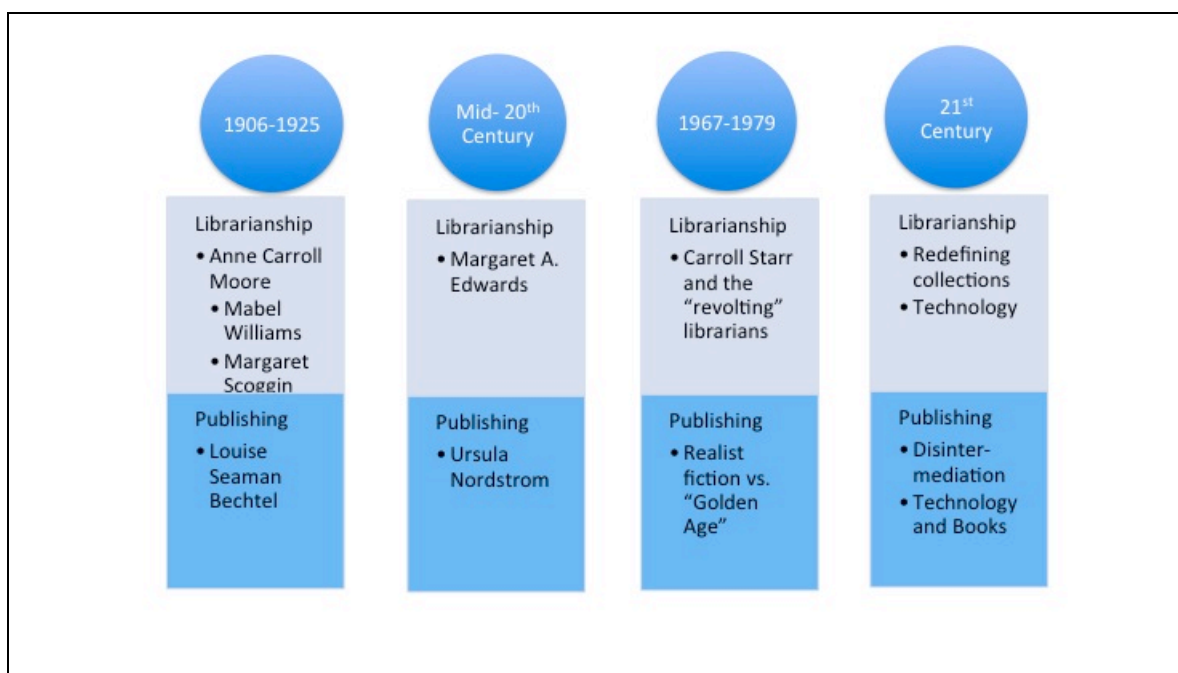 1906-1925
Librarianship
• Anne Carroll
Moore
• Mabel
Williams
• Margaret
Scoggin
Publishing
• Louise
Seaman
Bechtel
Mid- 20th
Century
Librarianship
• Margaret A.
Edwards
Publishing
• Ursula
Nordstrom
1967-1979
Librarianship
• Carroll Starr
and the
“revolting”
librarians
Publishing
• Realist
fiction vs.
“Golden
Age”
21st
Century
Librarianship
• Redefining
collections
• Technology
Publishing
• Disinter-
mediation
• Technology
and Books